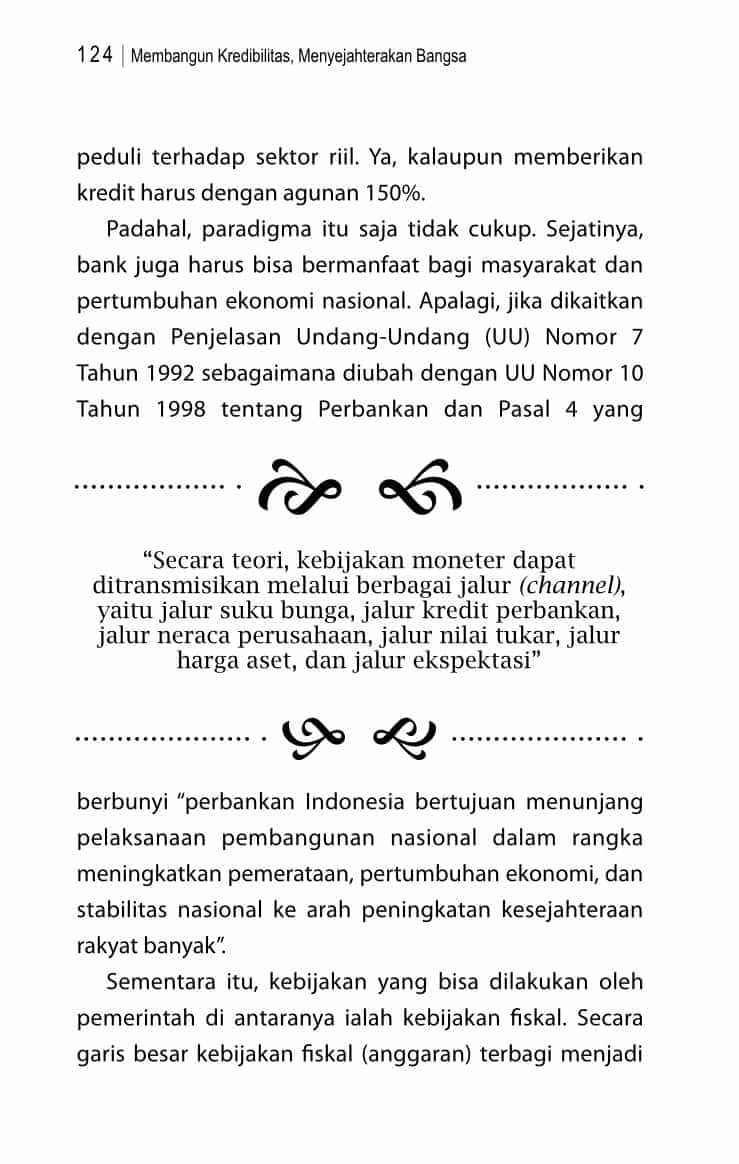 124 | Membangun Kredibilitas, Menyejahterakan Bangsa
peduli terhadap sektor riil. Ya, kalaupun memberikan
kredit harus dengan agunan 150%.
Padahal, paradigma itu saja tidak cukup. Sejatinya,
bank juga harus bisa bermanfaat bagi masyarakat dan
pertumbuhan ekonomi nasional. Apalagi, jika dikaitkan
dengan Penjelasan Undang-Undang (UU) Nomor 7
Tahun 1992 sebagaimana diubah dengan UU Nomor 10
Tahun 1998 tentang Perbankan dan Pasal 4 yang
“Secara teori, kebijakan moneter dapat
ditransmisikan melalui berbagai jalur (channel),
yaitu jalur suku bunga, jalur kredit perbankan,
jalur neraca perusahaan, jalur nilai tukar, jalur
harga aset, dan jalur ekspektasi”
berbunyi “perbankan Indonesia bertujuan menunjang
pelaksanaan pembangunan nasional dalam rangka
meningkatkan pemerataan, pertumbuhan ekonomi, dan
stabilitas nasional ke arah peningkatan kesejahteraan
rakyat banyak”.
Sementara itu, kebijakan yang bisa dilakukan oleh
pemerintah di antaranya ialah kebijakan fiskal. Secara
garis besar kebijakan fiskal (anggaran) terbagi menjadi